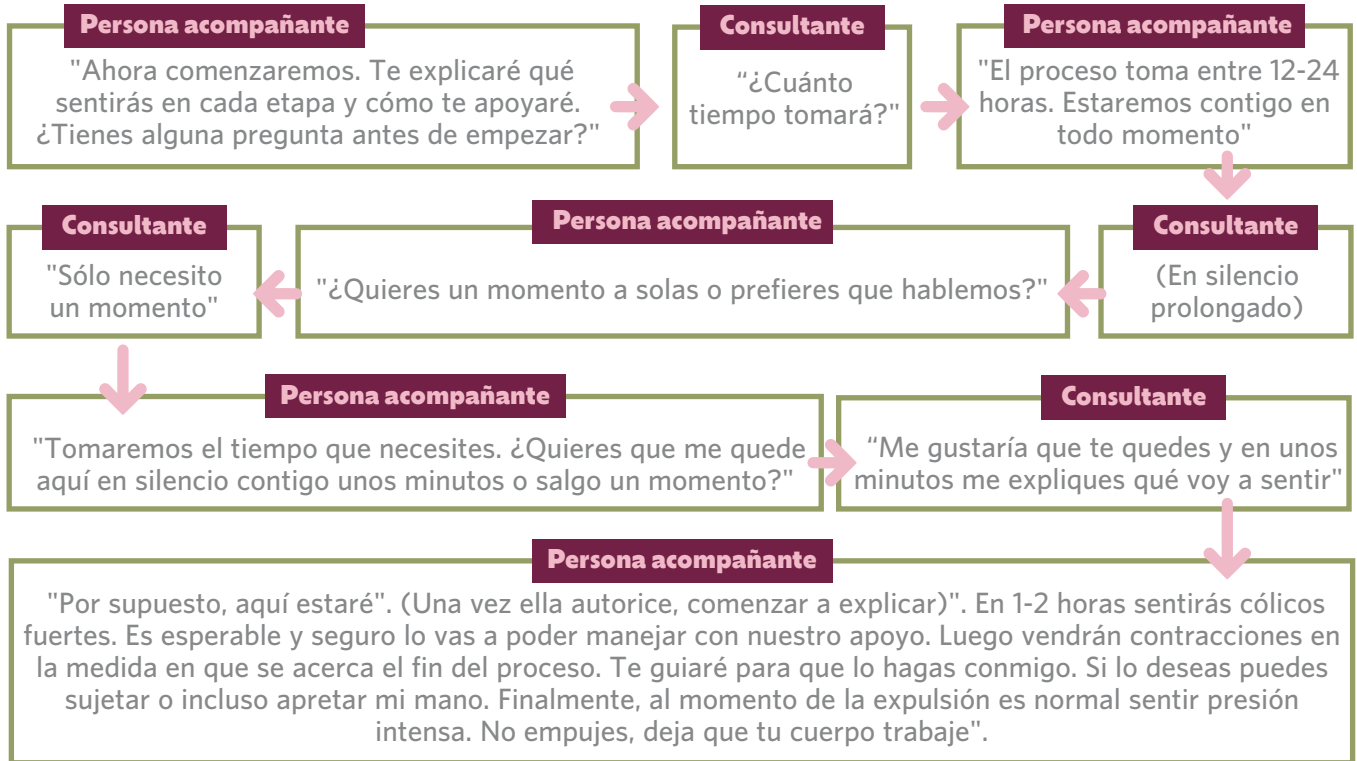 Persona acompañante
"Ahora comenzaremos. Te explicaré qué
sentirás en cada etapa y cómo te apoyaré.
¿Tienes alguna pregunta antes de empezar?"
Consultante
“¿Cuánto
tiempo tomará?"
Persona acompañante
"El proceso toma entre 12-24
horas. Estaremos contigo en
todo momento"
Consultante
(En silencio
prolongado)
Persona acompañante
"¿Quieres un momento a solas o prefieres que hablemos?"
Consultante
"Sólo necesito
un momento"
Persona acompañante
"Tomaremos el tiempo que necesites. ¿Quieres que me quede
aquí en silencio contigo unos minutos o salgo un momento?"
Consultante
“Me gustaría que te quedes y en unos
minutos me expliques qué voy a sentir"
Persona acompañante
"Por supuesto, aquí estaré". (Una vez ella autorice, comenzar a explicar)". En 1-2 horas sentirás cólicos
fuertes. Es esperable y seguro lo vas a poder manejar con nuestro apoyo. Luego vendrán contracciones en
la medida en que se acerca el fin del proceso. Te guiaré para que lo hagas conmigo. Si lo deseas puedes
sujetar o incluso apretar mi mano. Finalmente, al momento de la expulsión es normal sentir presión
intensa. No empujes, deja que tu cuerpo trabaje".